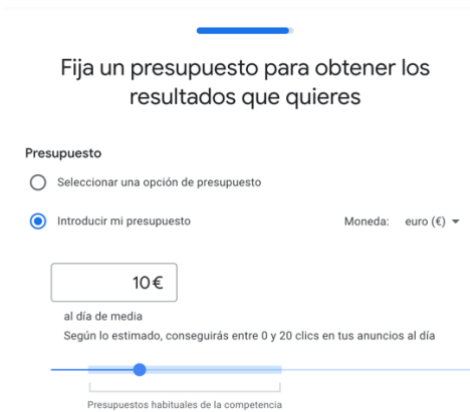 Fija un presupuesto para obtener los
resultados que quieres
Presupuesto
Seleccionar una opción de presupuesto
Introducir mi presupuesto
Moneda: euro (€)
10 €
al día de media
Según lo estimado, conseguirás entre 0 y 20 clics en tus anuncios al día
Presupuestos habituales de la competencia